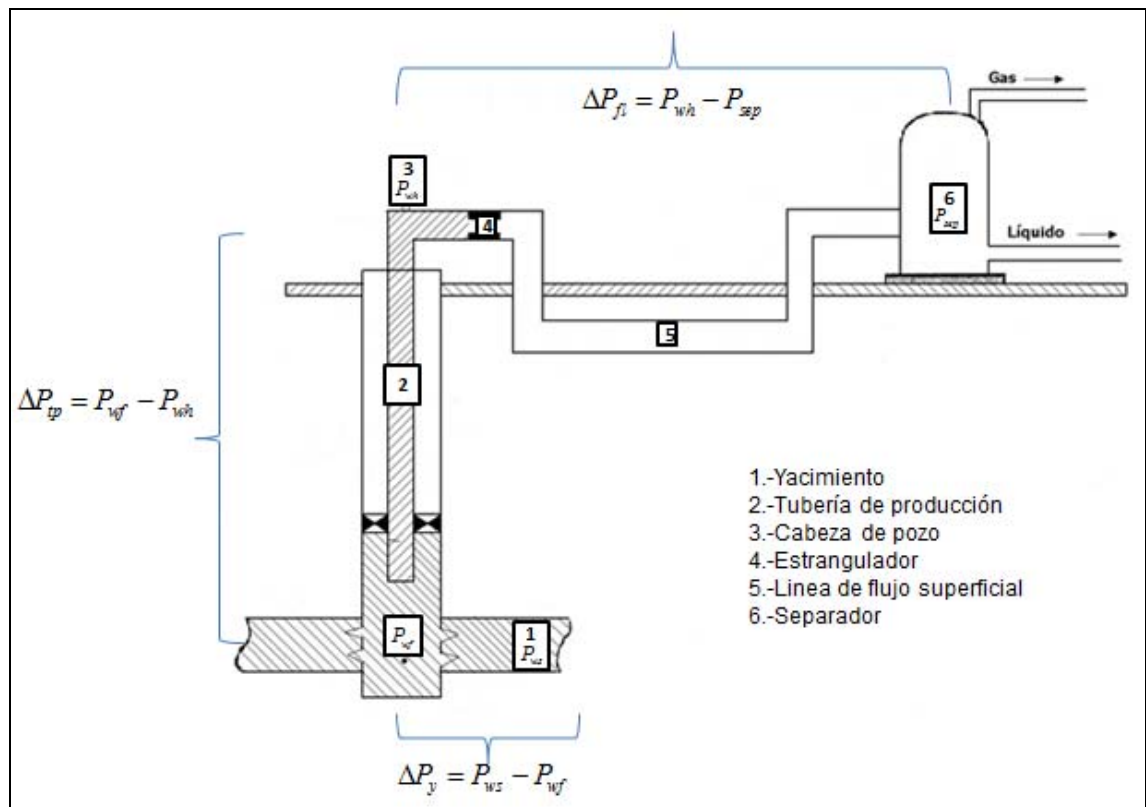 ΔP_fl = P_wh − P_sep
Gas
3
P_wh
4
6
P_sep
Líquido
5
2
ΔP_tp = P_wf − P_wh
1.-Yacimiento
2.-Tubería de producción
3.-Cabeza de pozo
4.-Estrangulador
5.-Linea de flujo superficial
6.-Separador
P_wf
1
P_ws
ΔP_y = P_ws − P_wf